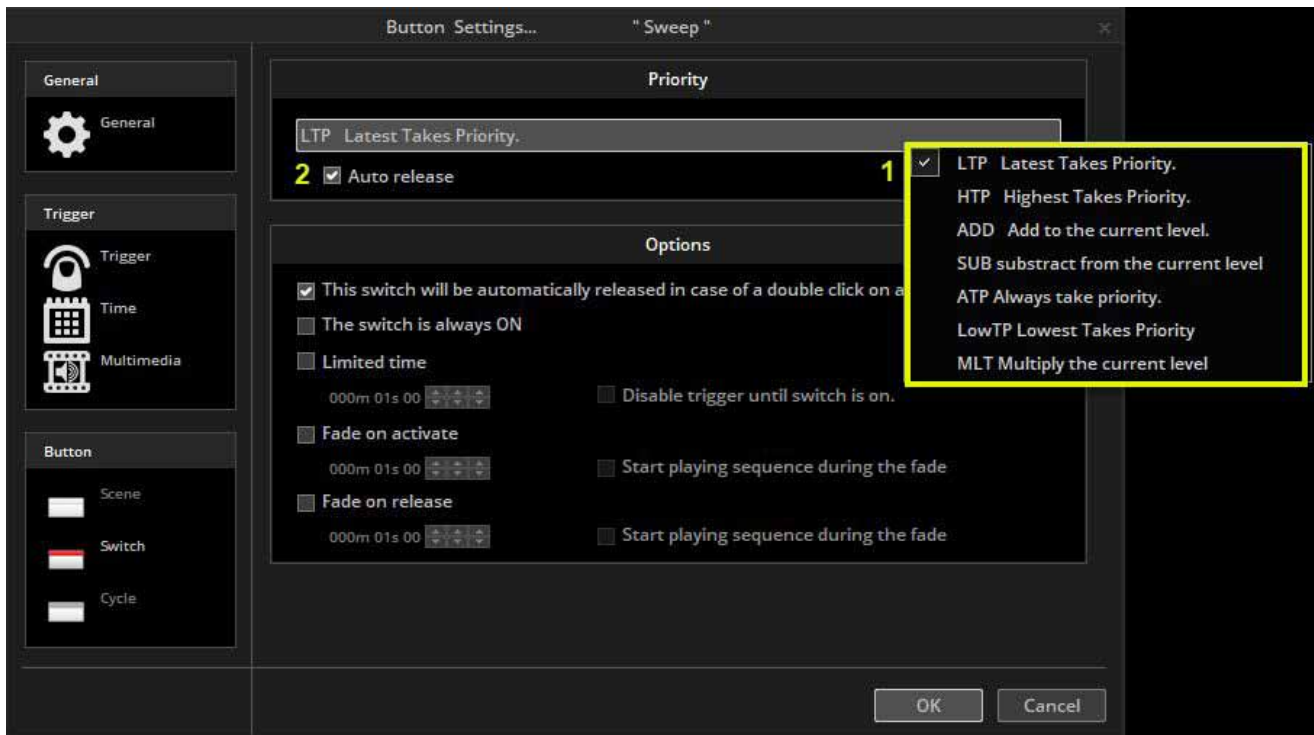 Button Settings... " Sweep "
General
General
Trigger
Trigger
Time
Multimedia
Button
Scene
Switch
Cycle
Priority
LTP Latest Takes Priority.
2 Auto release
1
LTP Latest Takes Priority.
HTP Highest Takes Priority.
ADD Add to the current level.
SUB substract from the current level
ATP Always take priority.
LowTP Lowest Takes Priority
MLT Multiply the current level
Options
This switch will be automatically released in case of a double click on a
The switch is always ON
Limited time
000m 01s 00 Disable trigger until switch is on.
Fade on activate
000m 01s 00 Start playing sequence during the fade
Fade on release
000m 01s 00 Start playing sequence during the fade
OK Cancel